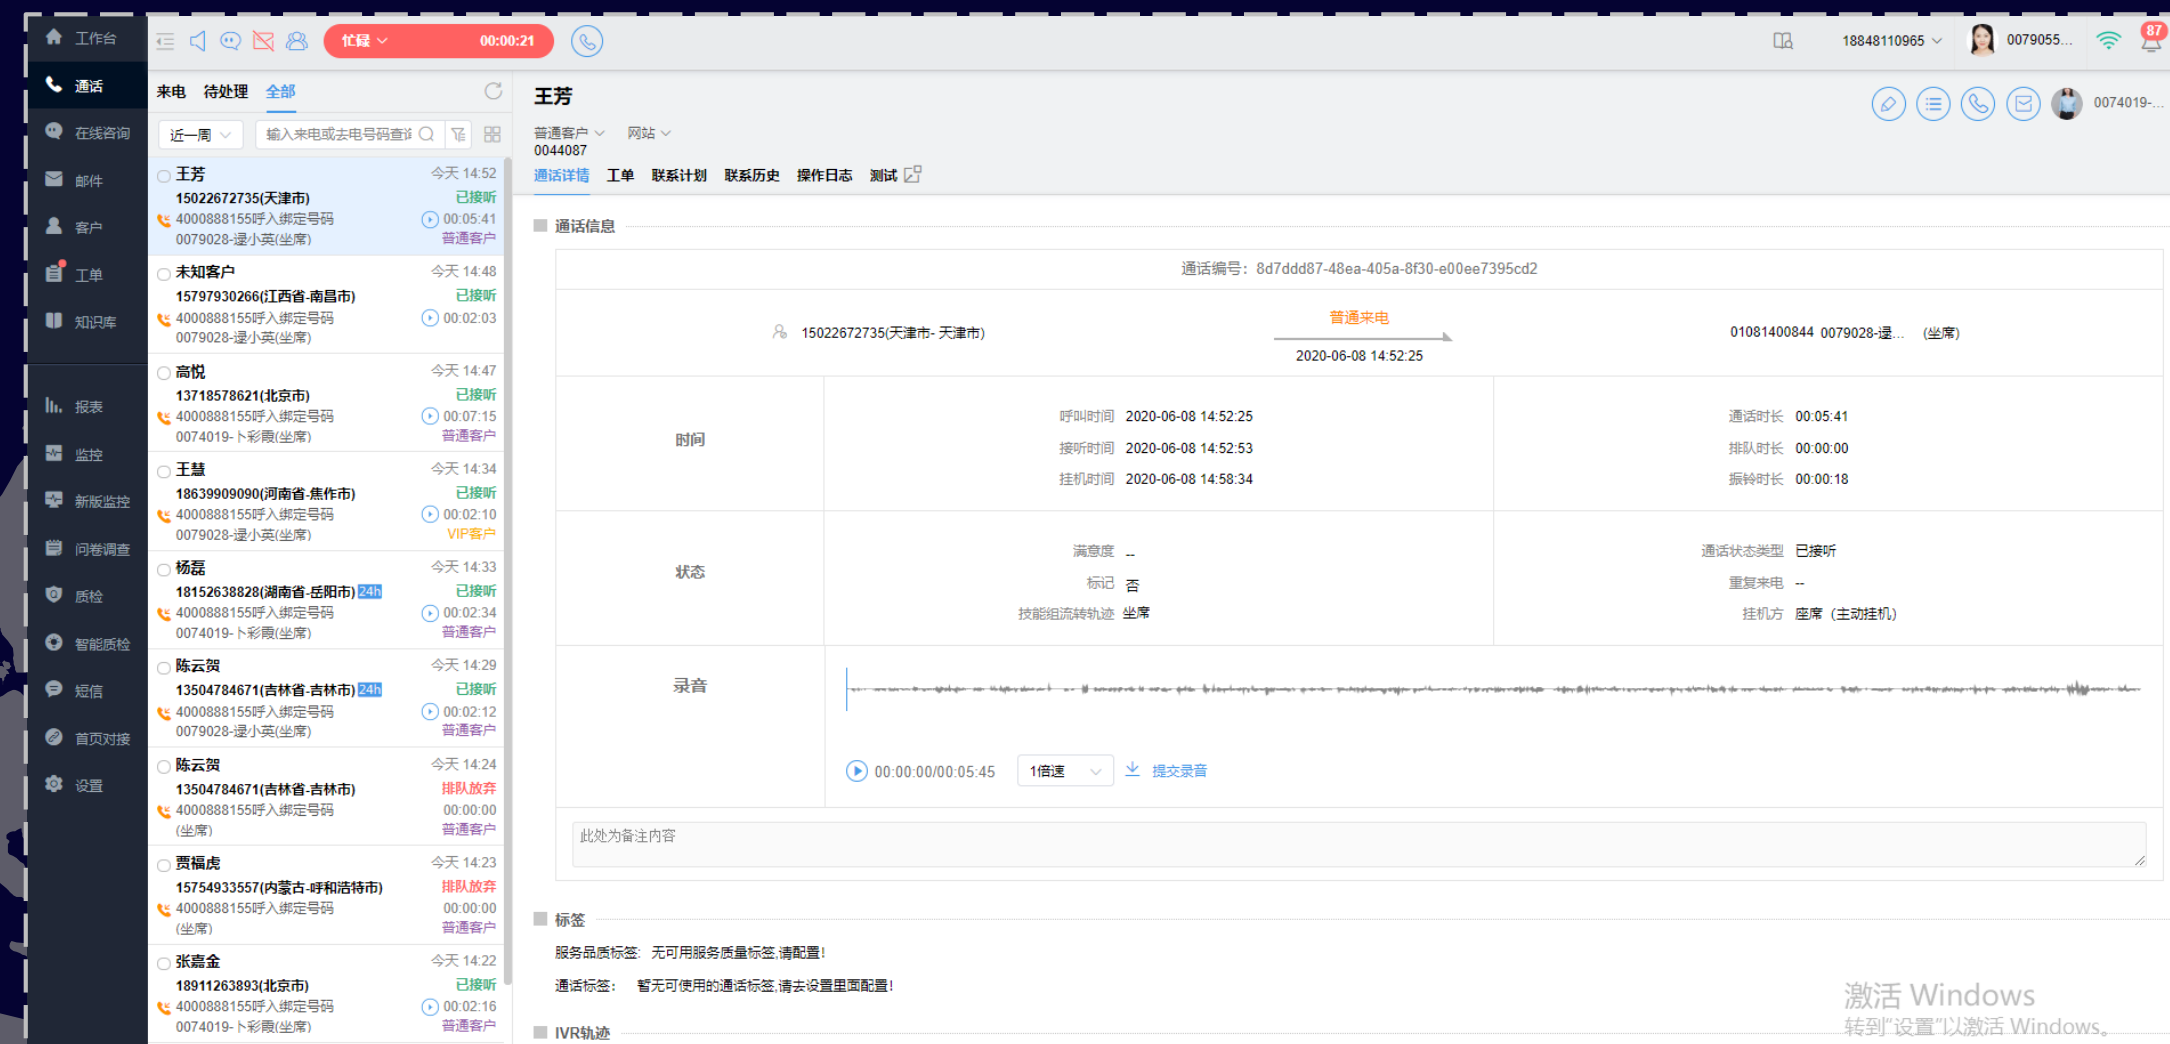 工作台
通话
在线咨询
邮件
客户
工单
知识库
报表
监控
新版监控
问卷调查
质检
智能质检
短信
首页对接
设置
忙碌 00:00:21
18848110965
0079055...
87
来电 待处理 全部
近一周 输入来电或去电号码查询
王芳 今天 14:52
15022672735(天津市) 已接听
4000888155呼入绑定号码 00:05:41
0079028-逯小英(坐席) 普通客户
未知客户 今天 14:48
15797930266(江西省-南昌市) 已接听
4000888155呼入绑定号码 00:02:03
0079028-逯小英(坐席)
高悦 今天 14:47
13718578621(北京市) 已接听
4000888155呼入绑定号码 00:07:15
0074019-卜彩霞(坐席) 普通客户
王慧 今天 14:34
18639909090(河南省-焦作市) 已接听
4000888155呼入绑定号码 00:02:10
0079028-逯小英(坐席) VIP客户
杨磊 今天 14:33
18152638828(湖南省-岳阳市) 24h 已接听
4000888155呼入绑定号码 00:02:34
0074019-卜彩霞(坐席) 普通客户
陈云贺 今天 14:29
13504784671(吉林省-吉林市) 24h 已接听
4000888155呼入绑定号码 00:02:12
0079028-逯小英(坐席) 普通客户
陈云贺 今天 14:24
13504784671(吉林省-吉林市) 排队放弃
4000888155呼入绑定号码 00:00:00
(坐席) 普通客户
贾福虎 今天 14:23
15754933557(内蒙古-呼和浩特市) 排队放弃
4000888155呼入绑定号码 00:00:00
(坐席) 普通客户
张嘉金 今天 14:22
18911263893(北京市) 已接听
4000888155呼入绑定号码 00:02:16
0074019-卜彩霞(坐席) 普通客户
王芳
0074019-...
普通客户 网站
0044087
通话详情 工单 联系计划 联系历史 操作日志 测试
通话信息
通话编号：8d7ddd87-48ea-405a-8f30-e00ee7395cd2
15022672735(天津市- 天津市)
普通来电
2020-06-08 14:52:25
01081400844 0079028-逯... (坐席)
时间
呼叫时间 2020-06-08 14:52:25
接听时间 2020-06-08 14:52:53
挂机时间 2020-06-08 14:58:34
通话时长 00:05:41
排队时长 00:00:00
振铃时长 00:00:18
状态
满意度 --
标记 否
技能组流转轨迹 坐席
通话状态类型 已接听
重复来电 --
挂机方 座席（主动挂机）
录音
00:00:00/00:05:45 1倍速 提交录音
此处为备注内容
标签
服务品质标签: 无可用服务质量标签,请配置!
通话标签: 暂无可使用的通话标签,请去设置里面配置!
IVR轨迹
激活 Windows
转到"设置"以激活 Windows。